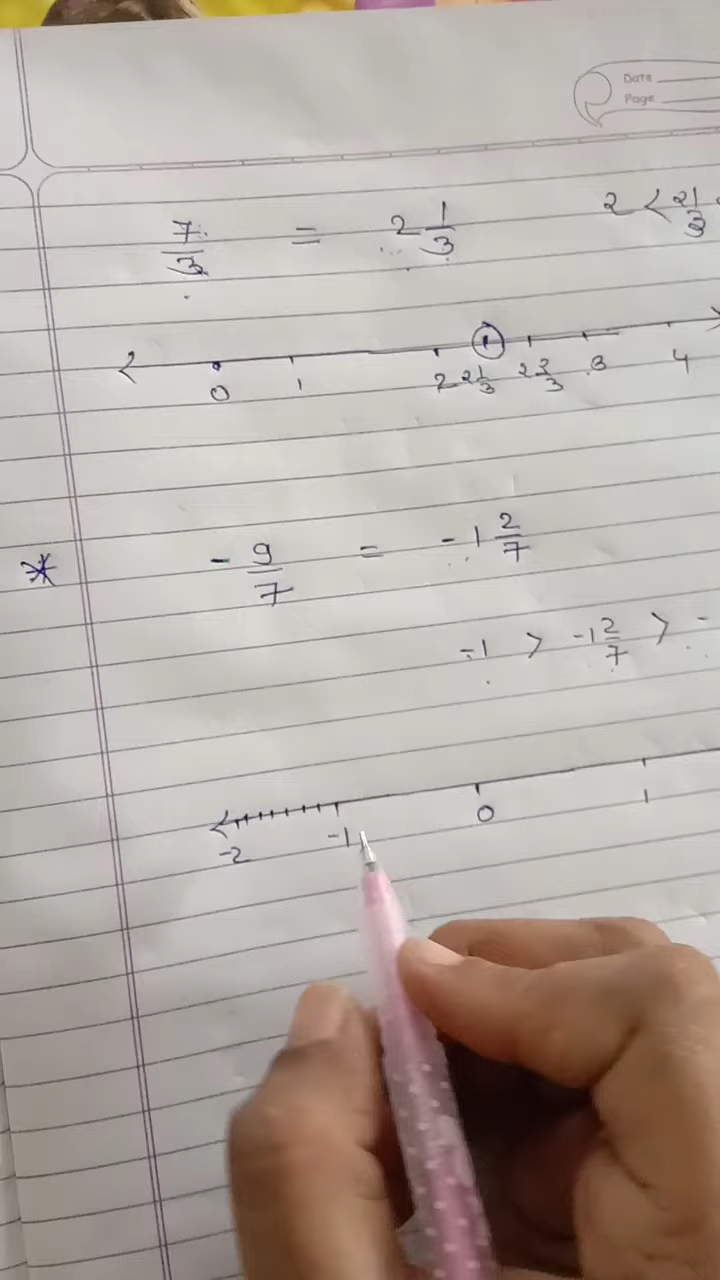 Date
Page
7/3 = 2 1/3 2 < 2 1/3
0 1 2 2 1/3 2 2/3 3 4
* - 9/7 = -1 2/7
-1 > -1 2/7 > -
-2 -1 0 1